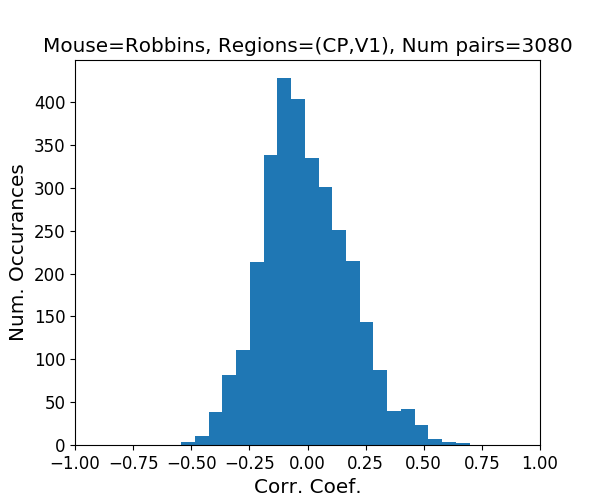 Mouse=Robbins, Regions=(CP,V1), Num pairs=3080
Num. Occurances
400
350
300
250
200
150
100
50
0
−1.00 −0.75 −0.50 −0.25 0.00 0.25 0.50 0.75 1.00
Corr. Coef.